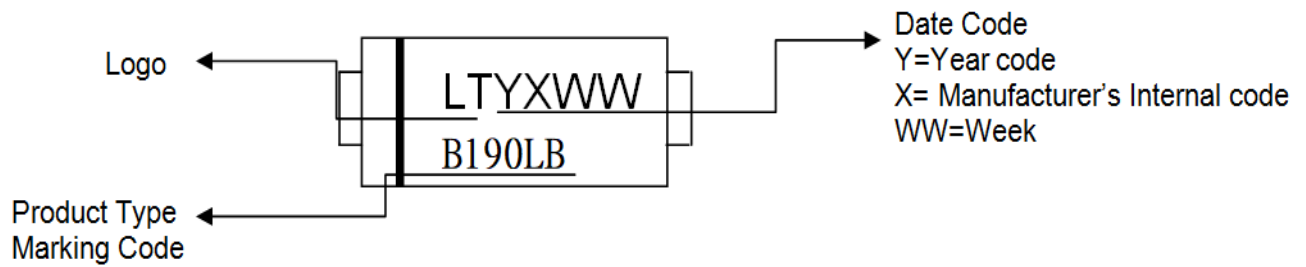 Logo
LTYXWW
B190LB
Product Type
Marking Code
Date Code
Y=Year code
X= Manufacturer's Internal code
WW=Week